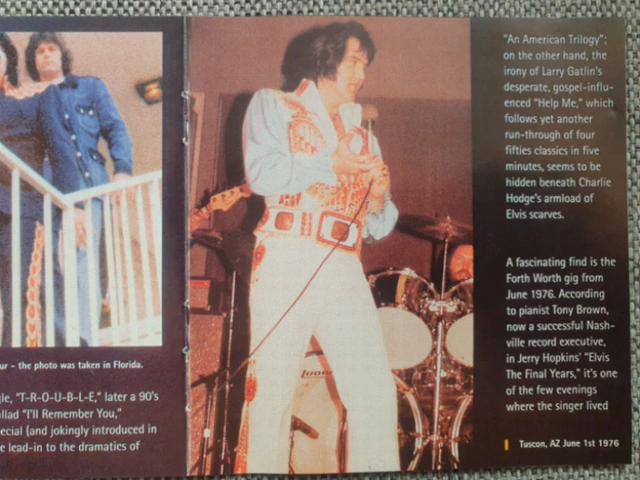 ur – the photo was taken in Florida.
gle, "T-R-O-U-B-L-E," later a 90's
allad "I'll Remember You,"
ecial (and jokingly introduced in
e lead-in to the dramatics of
"An American Trilogy";
on the other hand, the
irony of Larry Gatlin's
desperate, gospel-influ-
enced "Help Me," which
follows yet another
run-through of four
fifties classics in five
minutes, seems to be
hidden beneath Charlie
Hodge's armload of
Elvis scarves.
A fascinating find is the
Forth Worth gig from
June 1976. According
to pianist Tony Brown,
now a successful Nash-
ville record executive,
in Jerry Hopkins' "Elvis
The Final Years," it's one
of the few evenings
where the singer lived
Tuscon, AZ June 1st 1976